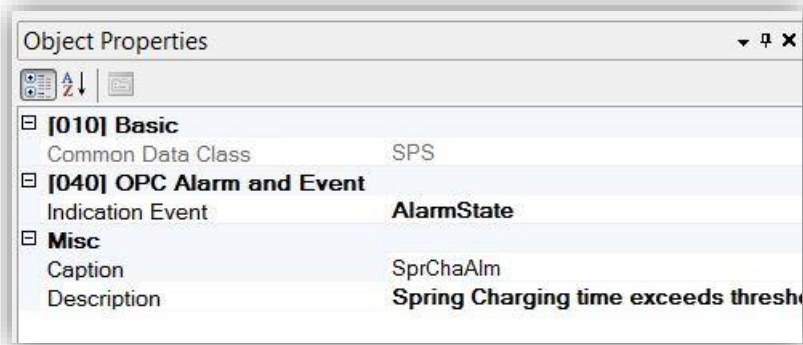 Object Properties
[010] Basic
Common Data Class SPS
[040] OPC Alarm and Event
Indication Event AlarmState
Misc
Caption SprChaAlm
Description Spring Charging time exceeds